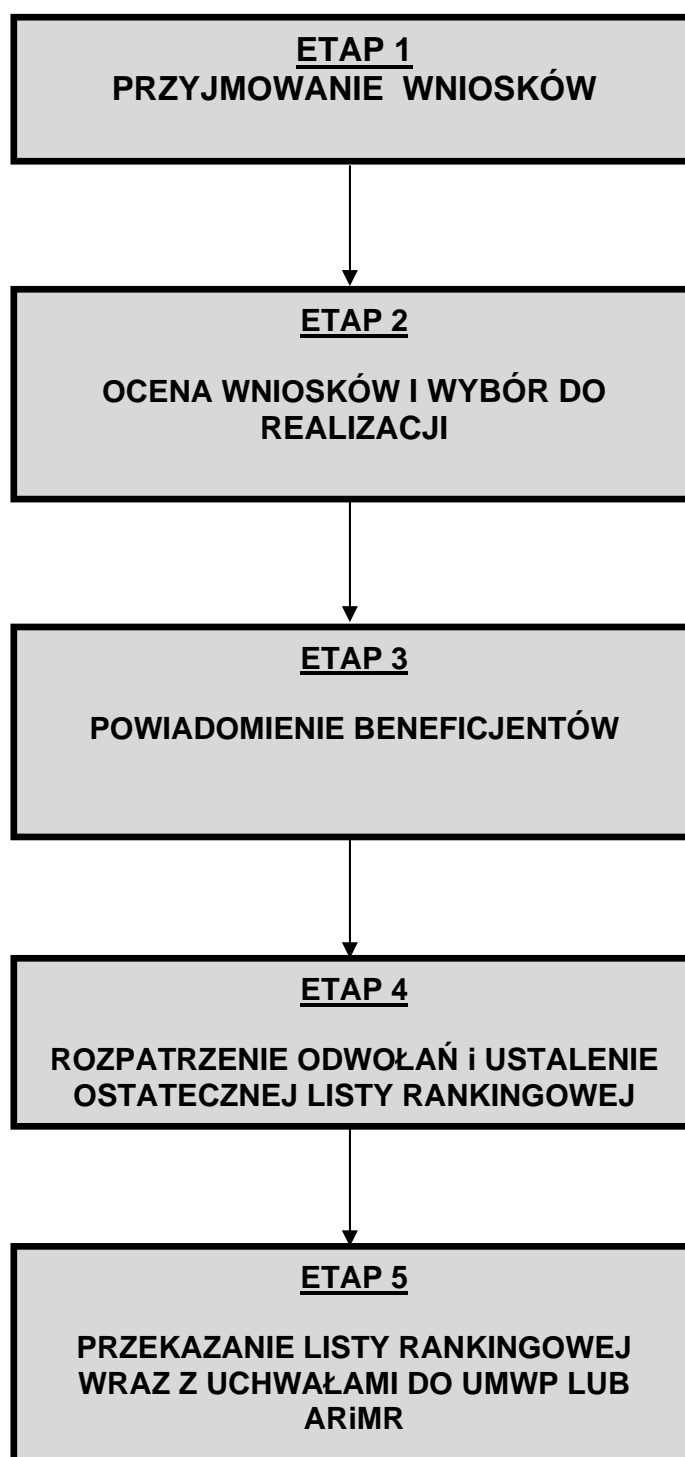 ETAP 1
PRZYJMOWANIE WNIOSKÓW
ETAP 2
OCENA WNIOSKÓW I WYBÓR DO
REALIZACJI
ETAP 3
POWIADOMIENIE BENEFICJENTÓW
ETAP 4
ROZPATRZENIE ODWOŁAŃ i USTALENIE
OSTATECZNEJ LISTY RANKINGOWEJ
ETAP 5
PRZEKAZANIE LISTY RANKINGOWEJ
WRAZ Z UCHWAŁAMI DO UMWP LUB
ARiMR